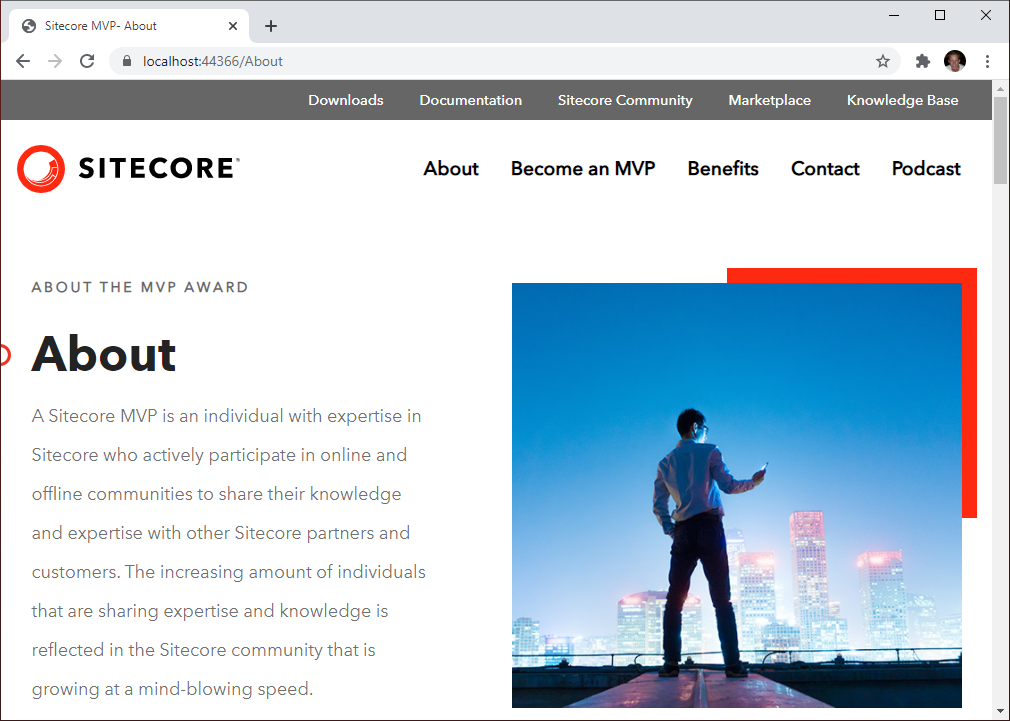 Sitecore MVP- About
localhost:44366/About
Downloads Documentation Sitecore Community Marketplace Knowledge Base
SITECORE
About Become an MVP Benefits Contact Podcast
ABOUT THE MVP AWARD
About
A Sitecore MVP is an individual with expertise in
Sitecore who actively participate in online and
offline communities to share their knowledge
and expertise with other Sitecore partners and
customers. The increasing amount of individuals
that are sharing expertise and knowledge is
reflected in the Sitecore community that is
growing at a mind-blowing speed.